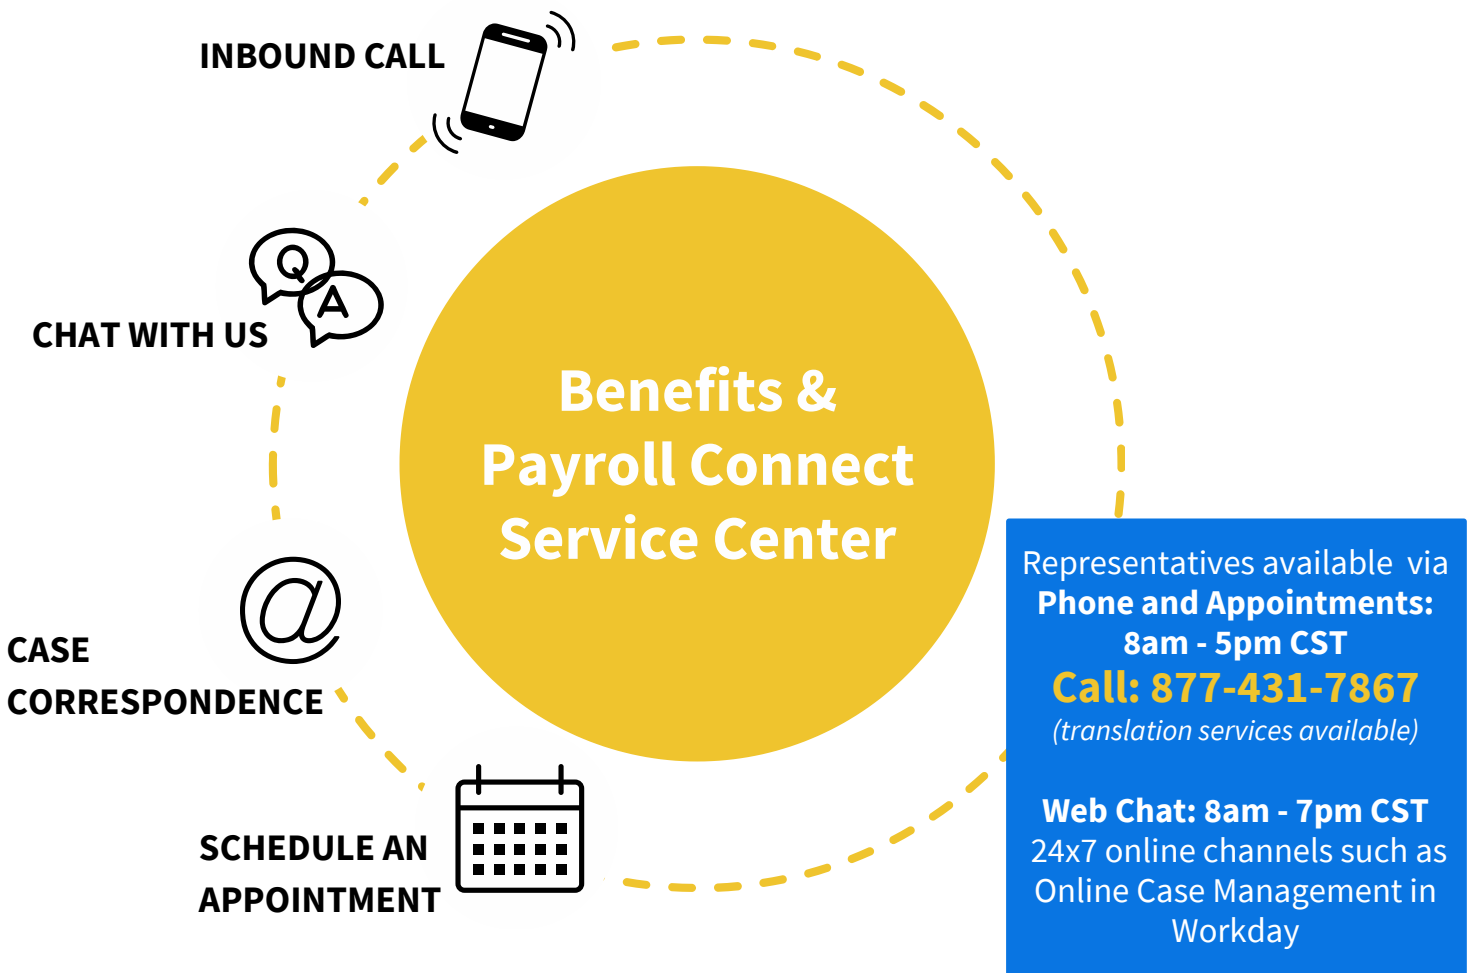 INBOUND CALL
Q
A
CHAT WITH US
Benefits &
Payroll Connect
Service Center
@
CASE
CORRESPONDENCE
SCHEDULE AN
APPOINTMENT
Representatives available via
Phone and Appointments:
8am - 5pm CST
Call: 877-431-7867
(translation services available)
Web Chat: 8am - 7pm CST
24x7 online channels such as
Online Case Management in
Workday